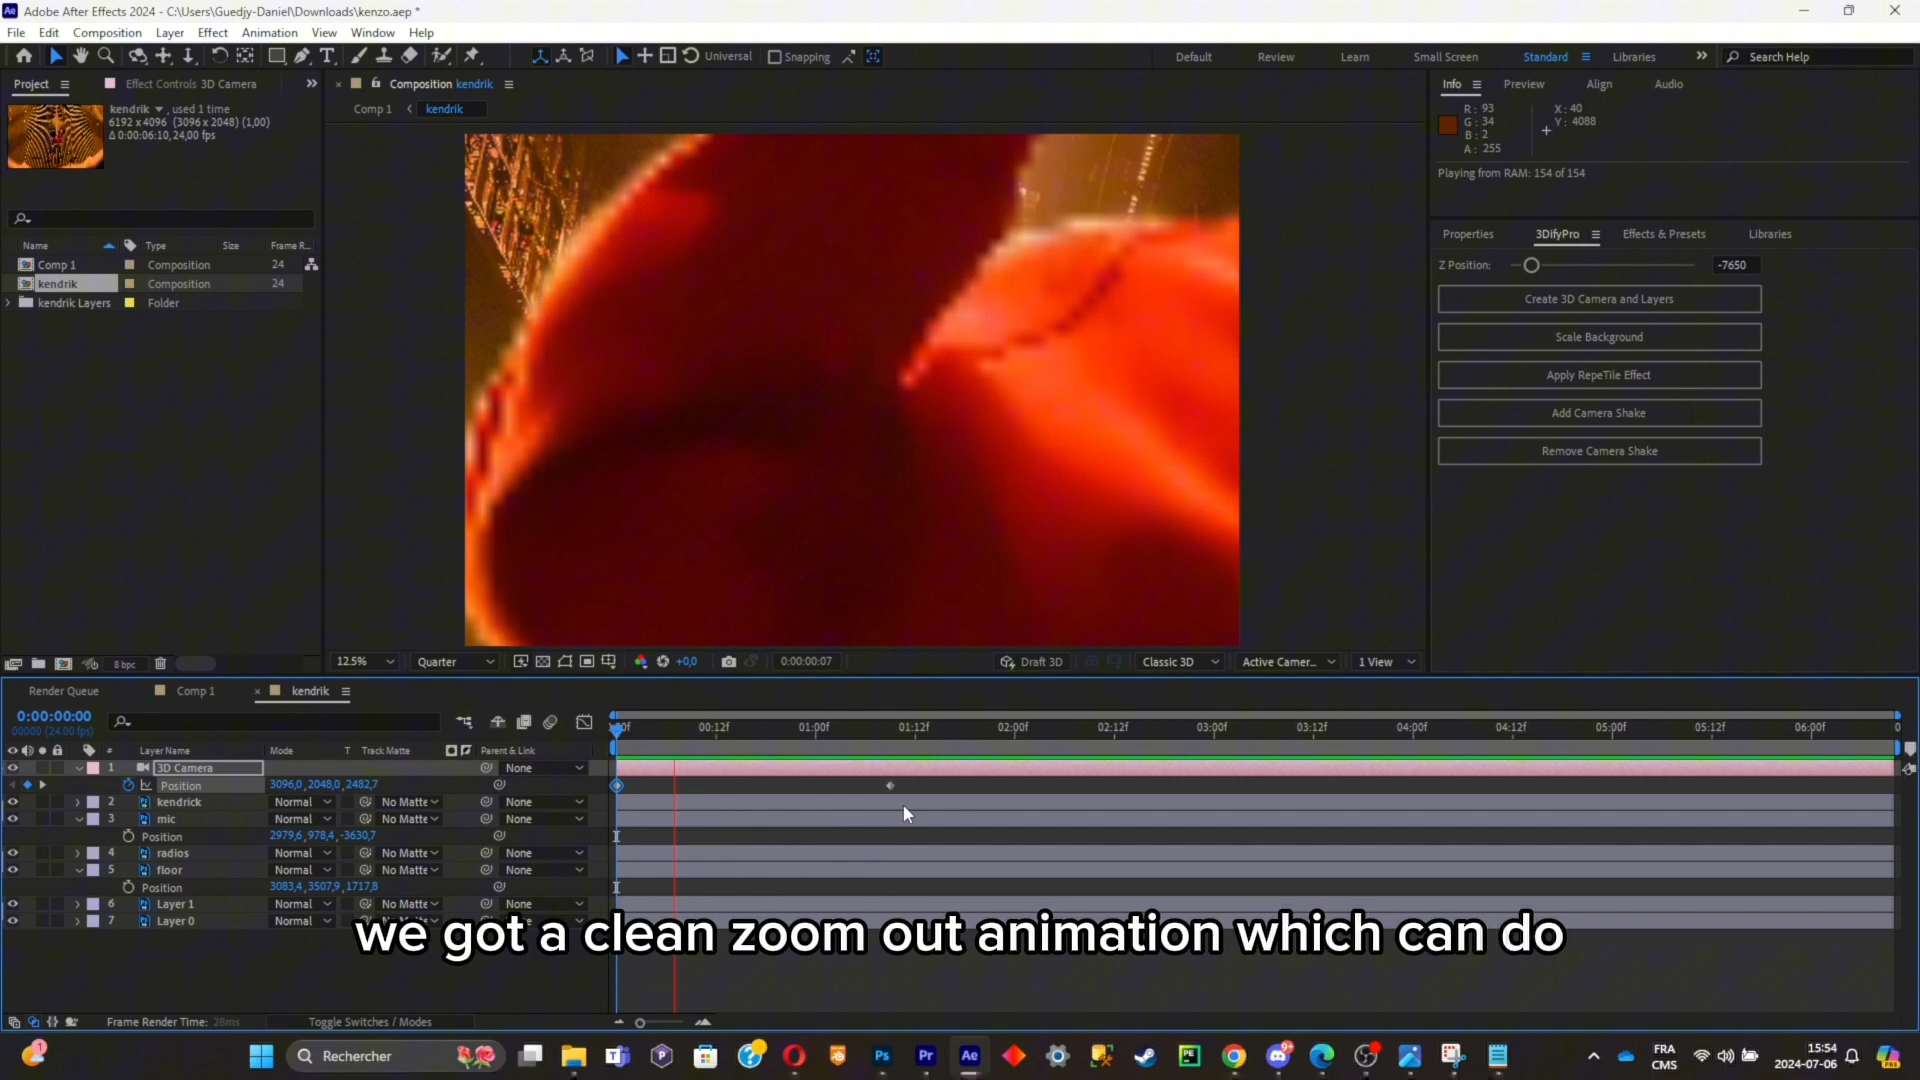 Adobe After Effects 2024 - C:\Users\Guedjy-Daniel\Downloads\kenzo.aep *
File Edit Composition Layer Effect Animation View Window Help
Universal Snapping Default Review Learn Small Screen Standard Libraries Search Help
Project Effect Controls 3D Camera Composition kendrik Info Preview Align Audio
kendrik , used 1 time
6192 x 4096 (3096 x 2048) (1,00)
Δ 0:00:06:10, 24,00 fps
Comp 1 kendrik
R: 93 X: 40
G: 34 Y: 4088
B: 2
A: 255
Playing from RAM: 154 of 154
Name Type Size Frame R...
Comp 1 Composition 24
kendrik Composition 24
kendrik Layers Folder
Properties 3DifyPro Effects & Presets Libraries
Z Position: -7650
Create 3D Camera and Layers
Scale Background
Apply RepeTile Effect
Add Camera Shake
Remove Camera Shake
8 bpc 12.5% Quarter +0,0 0:00:00:07 Draft 3D Classic 3D Active Camer... 1 View
Render Queue Comp 1 kendrik
0:00:00:00
00000 (24.00 fps)
00:12f 01:00f 01:12f 02:00f 02:12f 03:00f 03:12f 04:00f 04:12f 05:00f 05:12f 06:00f
# Layer Name Mode T Track Matte Parent & Link
1 3D Camera None
Position 3096,0,2048,0,2482,7
2 kendrick Normal No Matte None
3 mic Normal No Matte None
Position 2979,6,978,4,-3630,7
4 radios Normal No Matte None
5 floor Normal No Matte None
Position 3083,4,3507,9,1717,8
6 Layer 1 Normal No Matte None
7 Layer 0 Normal No Matte None
we got a clean zoom out animation which can do
Frame Render Time: 28ms Toggle Switches / Modes
Rechercher
FRA
CMS
15:54
2024-07-06